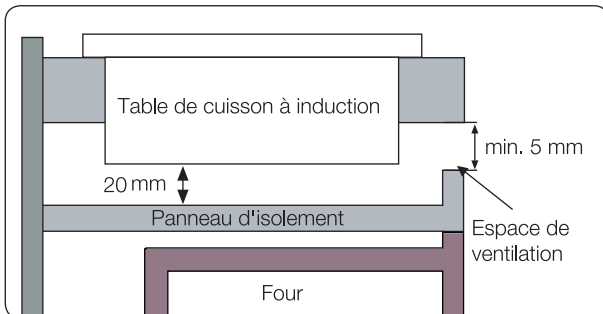 Table de cuisson à induction
min. 5 mm
20 mm
Panneau d'isolement
Espace de
ventilation
Four